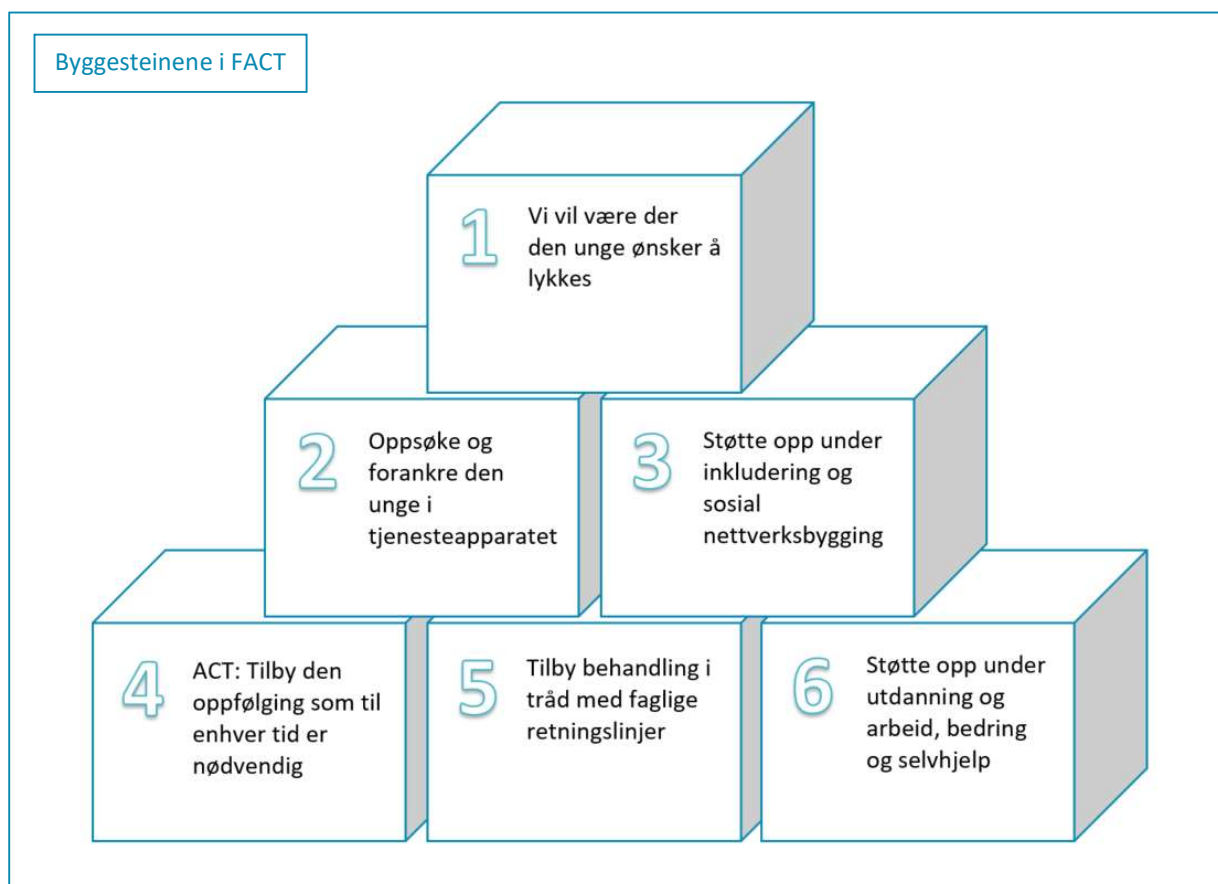 Byggesteinene i FACT
1
Vi vil være der
den unge ønsker å
lykkes
2
Oppsøke og
forankre den
unge i
tjenesteapparatet
3
Støtte opp under
inkludering og
sosial
nettverksbygging
4
ACT: Tilby den
oppfølging som til
enhver tid er
nødvendig
5
Tilby behandling i
tråd med faglige
retningslinjer
6
Støtte opp under
utdanning og
arbeid, bedring
og selvhjelp